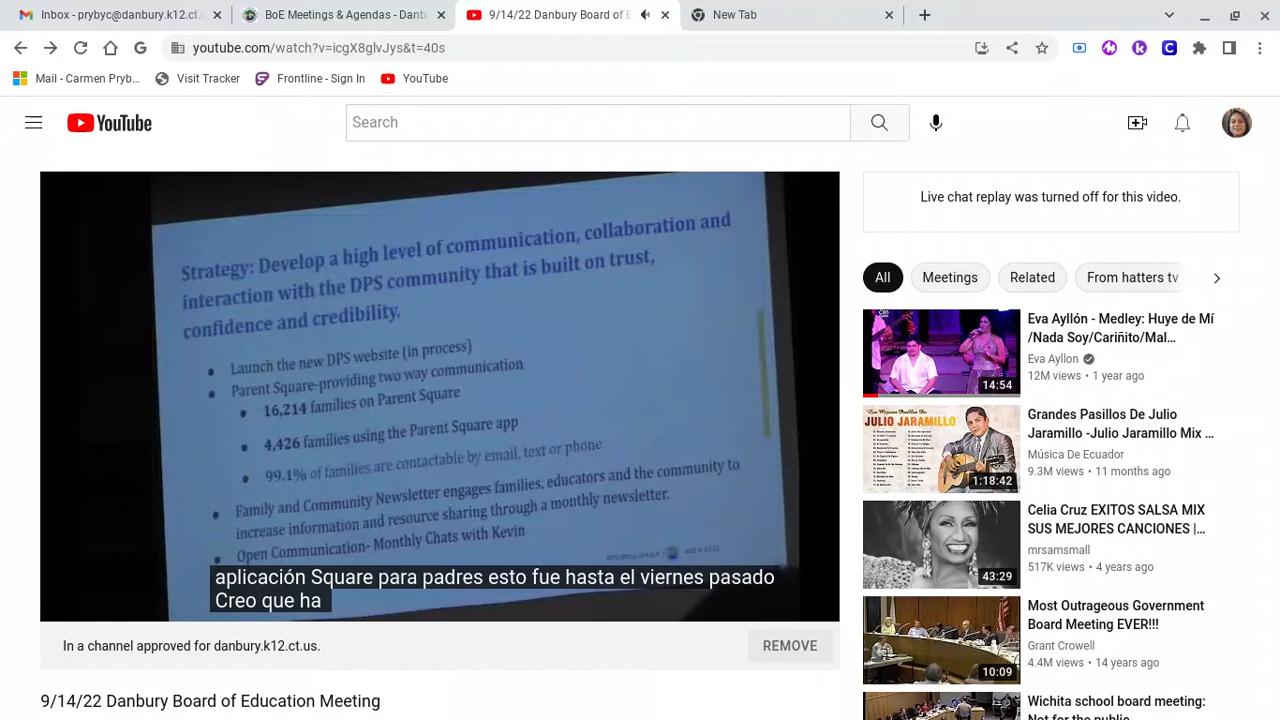 Inbox - prybyc@danbury.k12.ct.u
BoE Meetings & Agendas - Danb
9/14/22 Danbury Board of E
New Tab
youtube.com/watch?v=icgX8glvJys&t=40s
Mail - Carmen Pryb...
Visit Tracker
Frontline - Sign In
YouTube
YouTube
Search
Strategy: Develop a high level of communication, collaboration and
interaction with the DPS community that is built on trust,
confidence and credibility.
• Launch the new DPS website (in process)
• Parent Square-providing two way communication
• 16,214 families on Parent Square
• 4,426 families using the Parent Square app
• 99.1% of families are contactable by email, text or phone
• Family and Community Newsletter engages families, educators and the community to
increase information and resource sharing through a monthly newsletter.
• Open Communication- Monthly Chats with Kevin
aplicación Square para padres esto fue hasta el viernes pasado
Creo que ha
In a channel approved for danbury.k12.ct.us.
REMOVE
9/14/22 Danbury Board of Education Meeting
Live chat replay was turned off for this video.
All
Meetings
Related
From hatters tv
Eva Ayllón - Medley: Huye de Mí
/Nada Soy/Cariñito/Mal...
Eva Ayllon
12M views • 1 year ago
14:54
Los Mejores Pasillos De
JULIO JARAMILLO
Grandes Pasillos De Julio
Jaramillo -Julio Jaramillo Mix ...
Música De Ecuador
9.3M views • 11 months ago
1:18:42
Celia Cruz EXITOS SALSA MIX
SUS MEJORES CANCIONES |...
mrsamsmall
517K views • 4 years ago
43:29
Most Outrageous Government
Board Meeting EVER!!!
Grant Crowell
4.4M views • 14 years ago
10:09
Wichita school board meeting:
Not for the public